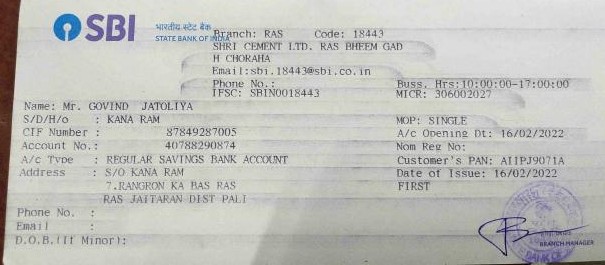 SBI
भारतीय स्टेट बैंक
STATE BANK OF INDIA
Branch: RAS Code: 18443
SHRI CEMENT LTD. RAS BHEEM GAD
H CHORAHA
Email:sbi.18443@sbi.co.in
Phone No.:
Buss. Hrs:10:00:00-17:00:00
IFSC: SBIN0018443
MICR: 306002027
Name: Mr. GOVIND JATOLIYA
S/D/H/o : KANA RAM
MOP: SINGLE
CIF Number : 87849287005
A/c Opening Dt: 16/02/2022
Account No.: 40788290874
Nom Reg No:
A/c Type : REGULAR SAVINGS BANK ACCOUNT
Customer's PAN: AIIPJ9071A
Address : S/O KANA RAM
Date of Issue: 16/02/2022
7,RANGRON KA BAS RAS
FIRST
RAS JAITARAN DIST PALI
Phone No. :
Email :
D.O.B.(If Minor):
BRANCH MANAGER